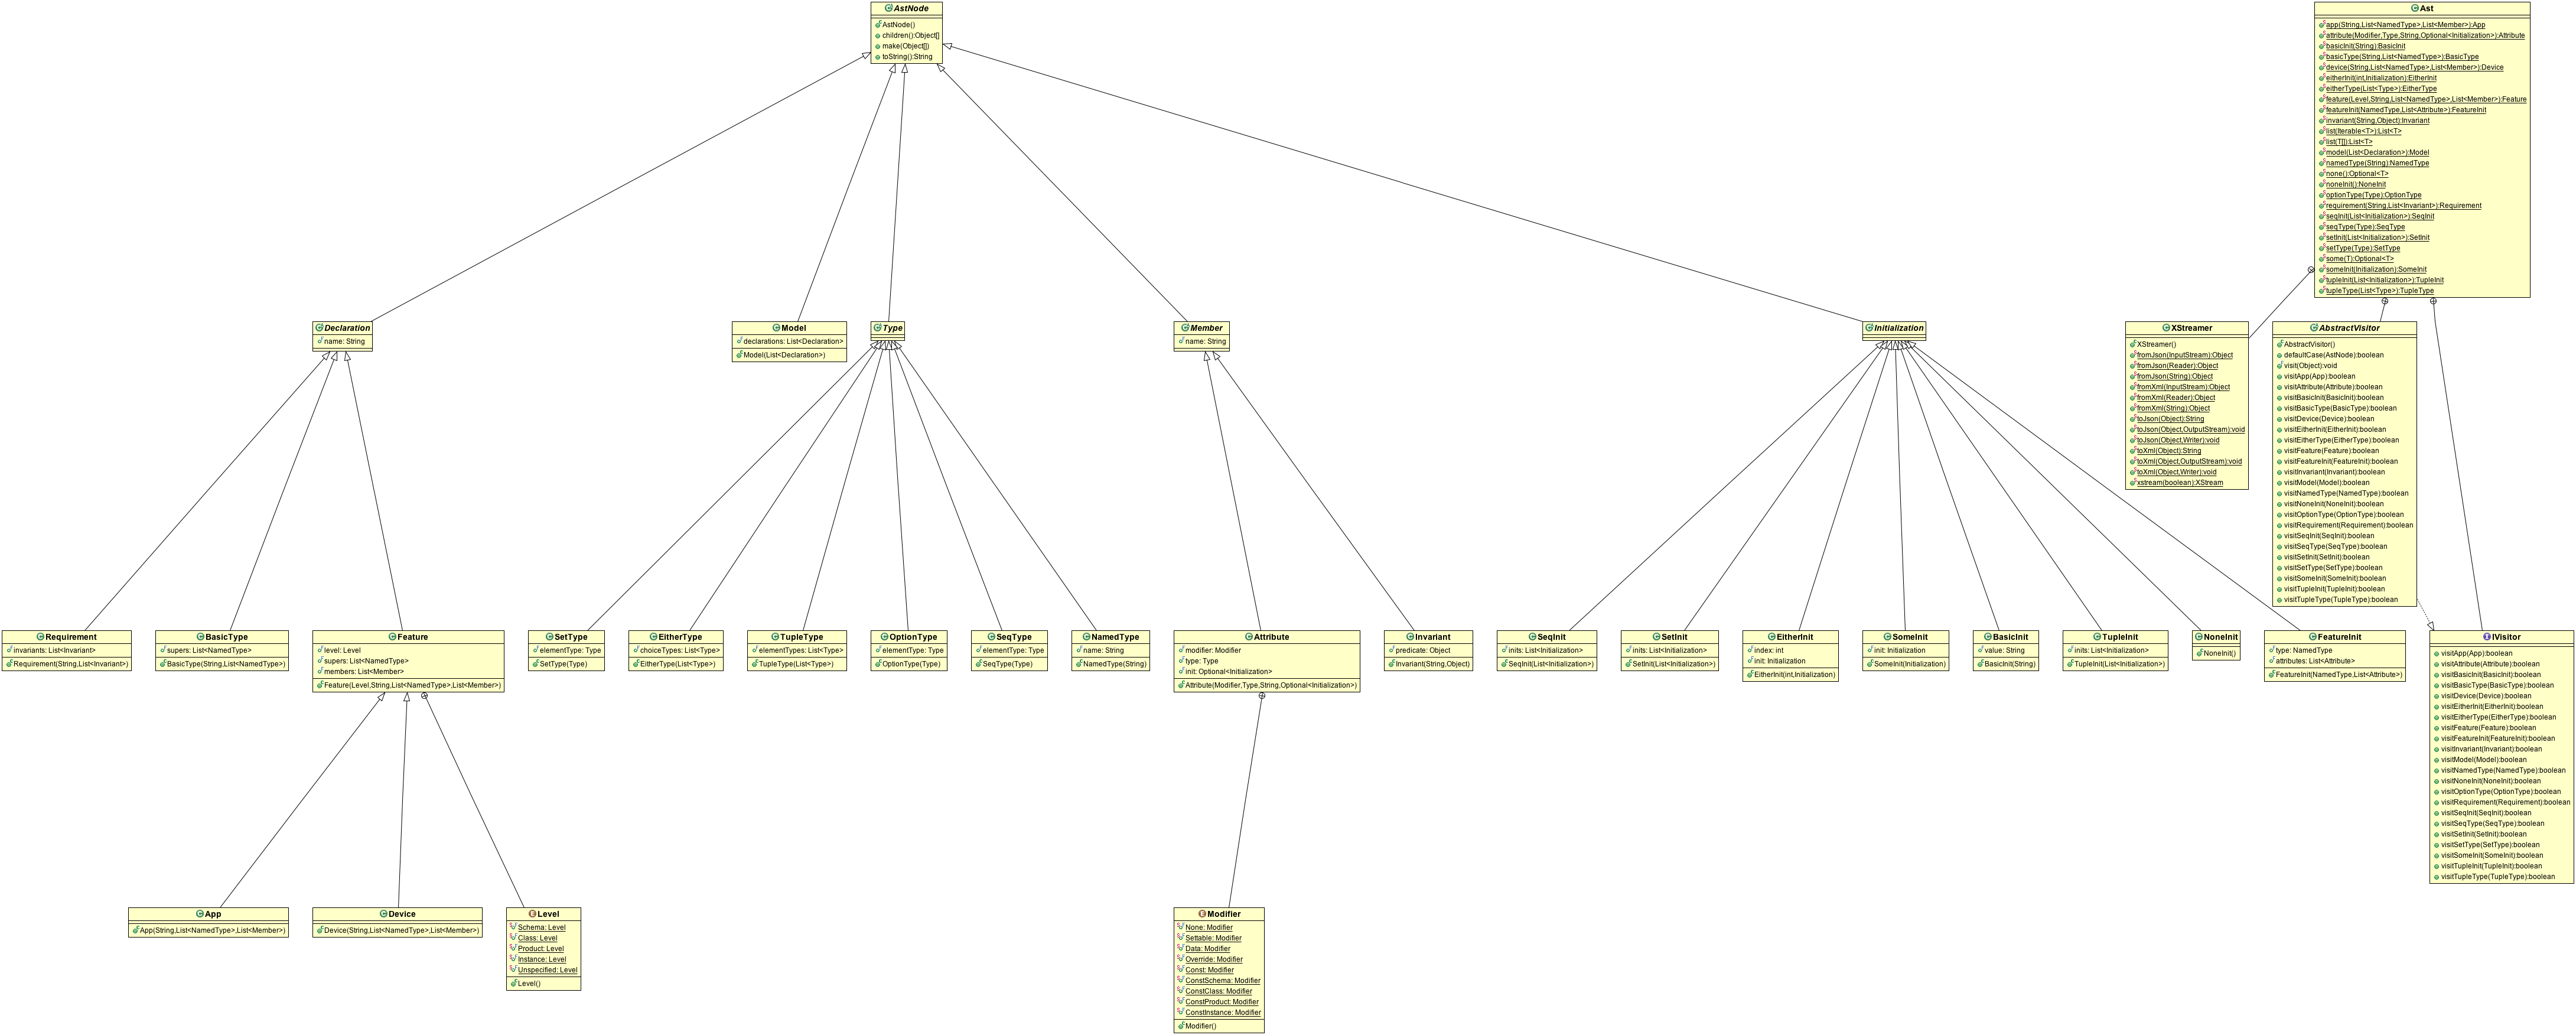 AstNode
AstNode()
children():Object[]
make(Object[])
toString():String
Ast
app(String,List<NamedType>,List<Member>):App
attribute(Modifier,Type,String,Optional<Initialization>):Attribute
basicInit(String):BasicInit
basicType(String,List<NamedType>):BasicType
device(String,List<NamedType>,List<Member>):Device
eitherInit(int,Initialization):EitherInit
eitherType(List<Type>):EitherType
feature(Level,String,List<NamedType>,List<Member>):Feature
featureInit(NamedType,List<Attribute>):FeatureInit
invariant(String,Object):Invariant
list(Iterable<T>):List<T>
list(T[]):List<T>
model(List<Declaration>):Model
namedType(String):NamedType
none():Optional<T>
noneInit():NoneInit
optionType(Type):OptionType
requirement(String,List<Invariant>):Requirement
seqInit(List<Initialization>):SeqInit
seqType(Type):SeqType
setInit(List<Initialization>):SetInit
setType(Type):SetType
some(T):Optional<T>
someInit(Initialization):SomeInit
tupleInit(List<Initialization>):TupleInit
tupleType(List<Type>):TupleType
Declaration
name: String
Model
declarations: List<Declaration>
Model(List<Declaration>)
Type
Member
name: String
Initialization
XStreamer
XStreamer()
fromJson(InputStream):Object
fromJson(Reader):Object
fromJson(String):Object
fromXml(InputStream):Object
fromXml(Reader):Object
fromXml(String):Object
toJson(Object):String
toJson(Object,OutputStream):void
toJson(Object,Writer):void
toXml(Object):String
toXml(Object,OutputStream):void
toXml(Object,Writer):void
xstream(boolean):XStream
AbstractVisitor
AbstractVisitor()
defaultCase(AstNode):boolean
visit(Object):void
visitApp(App):boolean
visitAttribute(Attribute):boolean
visitBasicInit(BasicInit):boolean
visitBasicType(BasicType):boolean
visitDevice(Device):boolean
visitEitherInit(EitherInit):boolean
visitEitherType(EitherType):boolean
visitFeature(Feature):boolean
visitFeatureInit(FeatureInit):boolean
visitInvariant(Invariant):boolean
visitModel(Model):boolean
visitNamedType(NamedType):boolean
visitNoneInit(NoneInit):boolean
visitOptionType(OptionType):boolean
visitRequirement(Requirement):boolean
visitSeqInit(SeqInit):boolean
visitSeqType(SeqType):boolean
visitSetInit(SetInit):boolean
visitSetType(SetType):boolean
visitSomeInit(SomeInit):boolean
visitTupleInit(TupleInit):boolean
visitTupleType(TupleType):boolean
Requirement
invariants: List<Invariant>
Requirement(String,List<Invariant>)
BasicType
supers: List<NamedType>
BasicType(String,List<NamedType>)
Feature
level: Level
supers: List<NamedType>
members: List<Member>
Feature(Level,String,List<NamedType>,List<Member>)
SetType
elementType: Type
SetType(Type)
EitherType
choiceTypes: List<Type>
EitherType(List<Type>)
TupleType
elementTypes: List<Type>
TupleType(List<Type>)
OptionType
elementType: Type
OptionType(Type)
SeqType
elementType: Type
SeqType(Type)
NamedType
name: String
NamedType(String)
Attribute
modifier: Modifier
type: Type
init: Optional<Initialization>
Attribute(Modifier,Type,String,Optional<Initialization>)
Invariant
predicate: Object
Invariant(String,Object)
SeqInit
inits: List<Initialization>
SeqInit(List<Initialization>)
SetInit
inits: List<Initialization>
SetInit(List<Initialization>)
EitherInit
index: int
init: Initialization
EitherInit(int,Initialization)
SomeInit
init: Initialization
SomeInit(Initialization)
BasicInit
value: String
BasicInit(String)
TupleInit
inits: List<Initialization>
TupleInit(List<Initialization>)
NoneInit
NoneInit()
FeatureInit
type: NamedType
attributes: List<Attribute>
FeatureInit(NamedType,List<Attribute>)
IVisitor
visitApp(App):boolean
visitAttribute(Attribute):boolean
visitBasicInit(BasicInit):boolean
visitBasicType(BasicType):boolean
visitDevice(Device):boolean
visitEitherInit(EitherInit):boolean
visitEitherType(EitherType):boolean
visitFeature(Feature):boolean
visitFeatureInit(FeatureInit):boolean
visitInvariant(Invariant):boolean
visitModel(Model):boolean
visitNamedType(NamedType):boolean
visitNoneInit(NoneInit):boolean
visitOptionType(OptionType):boolean
visitRequirement(Requirement):boolean
visitSeqInit(SeqInit):boolean
visitSeqType(SeqType):boolean
visitSetInit(SetInit):boolean
visitSetType(SetType):boolean
visitSomeInit(SomeInit):boolean
visitTupleInit(TupleInit):boolean
visitTupleType(TupleType):boolean
App
App(String,List<NamedType>,List<Member>)
Device
Device(String,List<NamedType>,List<Member>)
Level
Schema: Level
Class: Level
Product: Level
Instance: Level
Unspecified: Level
Level()
Modifier
None: Modifier
Settable: Modifier
Data: Modifier
Override: Modifier
Const: Modifier
ConstSchema: Modifier
ConstClass: Modifier
ConstProduct: Modifier
ConstInstance: Modifier
Modifier()